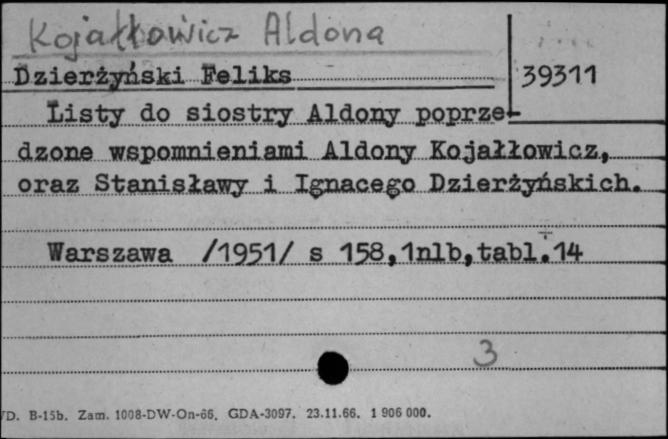 Kojałłowicz Aldona
Dzierżyński Feliks
39311
Listy do siostry Aldony poprze-
dzone wspomnieniami Aldony Kojałłowicz,
oraz Stanisławy i Ignacego Dzierżyńskich.
Warszawa /1951/ s 158,1nlb,tabl.14
3
D. B-15b. Zam. 1008-DW-On-66. GDA-3097. 23.11.66. 1 906 000.